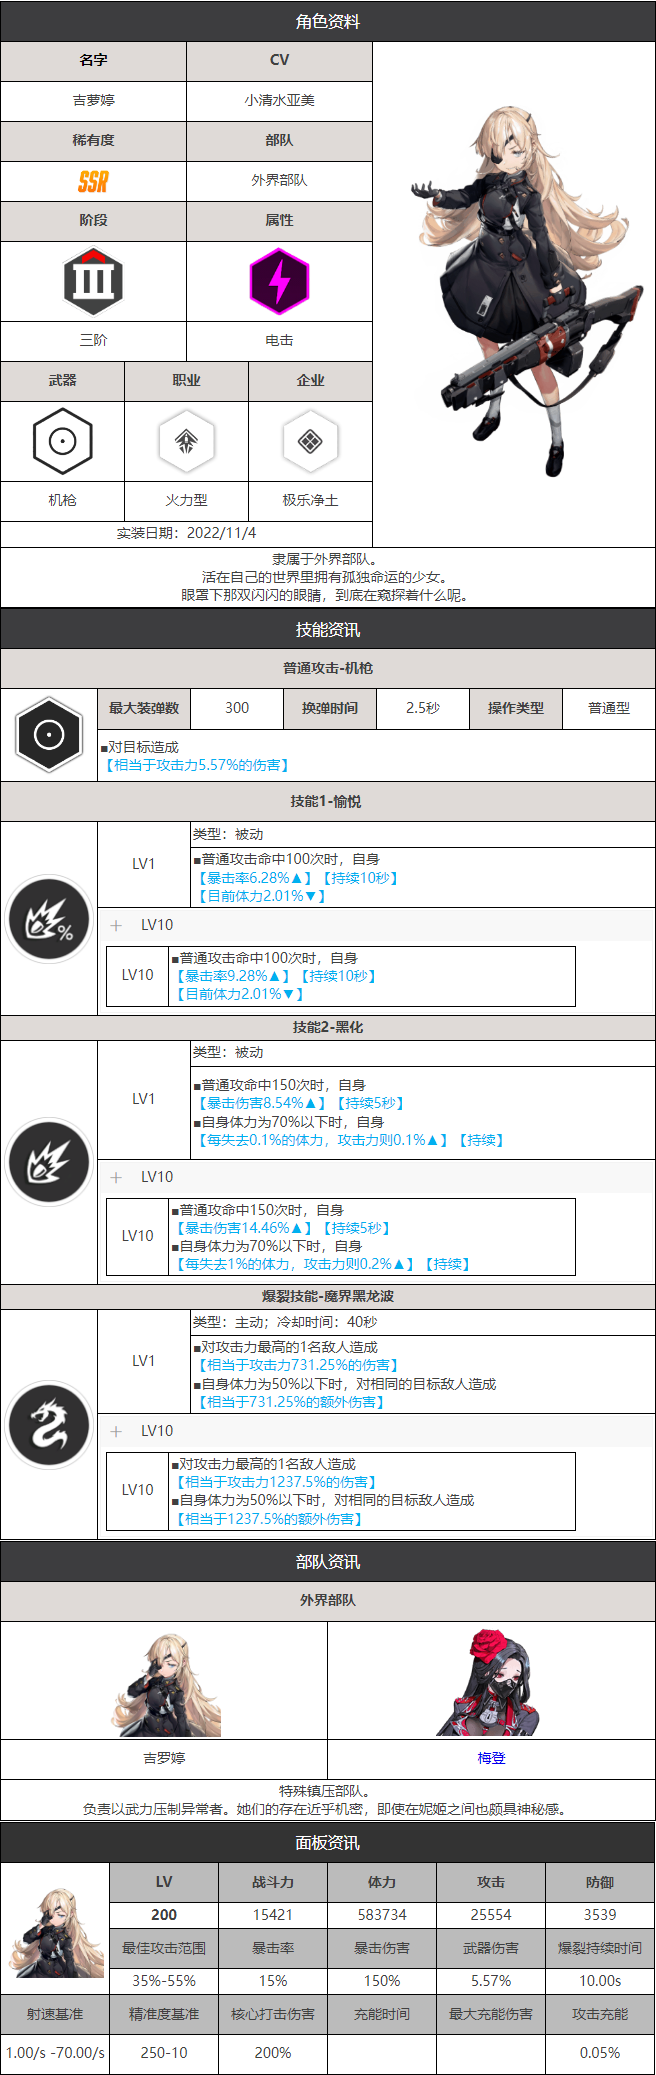 角色资料
名字 CV
吉萝婷 小清水亚美
稀有度 部队
SSR 外界部队
阶段 属性
三阶 电击
武器 职业 企业
机枪 火力型 极乐净土
实装日期：2022/11/4
隶属于外界部队。
活在自己的世界里拥有孤独命运的少女。
眼罩下那双闪闪的眼睛，到底在窥探着什么呢。
技能资讯
普通攻击-机枪
最大装弹数 300 换弹时间 2.5秒 操作类型 普通型
■对目标造成
【相当于攻击力5.57%的伤害】
技能1-愉悦
类型：被动
LV1
■普通攻击命中100次时，自身
【暴击率6.28%▲】【持续10秒】
【目前体力2.01%▼】
+ LV10
LV10
■普通攻击命中100次时，自身
【暴击率9.28%▲】【持续10秒】
【目前体力2.01%▼】
%
技能2-黑化
类型：被动
LV1
■普通攻命中150次时，自身
【暴击伤害8.54%▲】【持续5秒】
■自身体力为70%以下时，自身
【每失去0.1%的体力，攻击力则0.1%▲】【持续】
+ LV10
LV10
■普通攻命中150次时，自身
【暴击伤害14.46%▲】【持续5秒】
■自身体力为70%以下时，自身
【每失去1%的体力，攻击力则0.2%▲】【持续】
爆裂技能-魔界黑龙波
类型：主动；冷却时间：40秒
LV1
■对攻击力最高的1名敌人造成
【相当于攻击力731.25%的伤害】
■自身体力为50%以下时，对相同的目标敌人造成
【相当于731.25%的额外伤害】
+ LV10
LV10
■对攻击力最高的1名敌人造成
【相当于攻击力1237.5%的伤害】
■自身体力为50%以下时，对相同的目标敌人造成
【相当于1237.5%的额外伤害】
部队资讯
外界部队
吉罗婷 梅登
特殊镇压部队。
负责以武力压制异常者。她们的存在近乎机密，即使在妮姬之间也颇具神秘感。
面板资讯
LV 战斗力 体力 攻击 防御
200 15421 583734 25554 3539
最佳攻击范围 暴击率 暴击伤害 武器伤害 爆裂持续时间
35%-55% 15% 150% 5.57% 10.00s
射速基准 精准度基准 核心打击伤害 充能时间 最大充能伤害 攻击充能
1.00/s -70.00/s 250-10 200% 0.05%